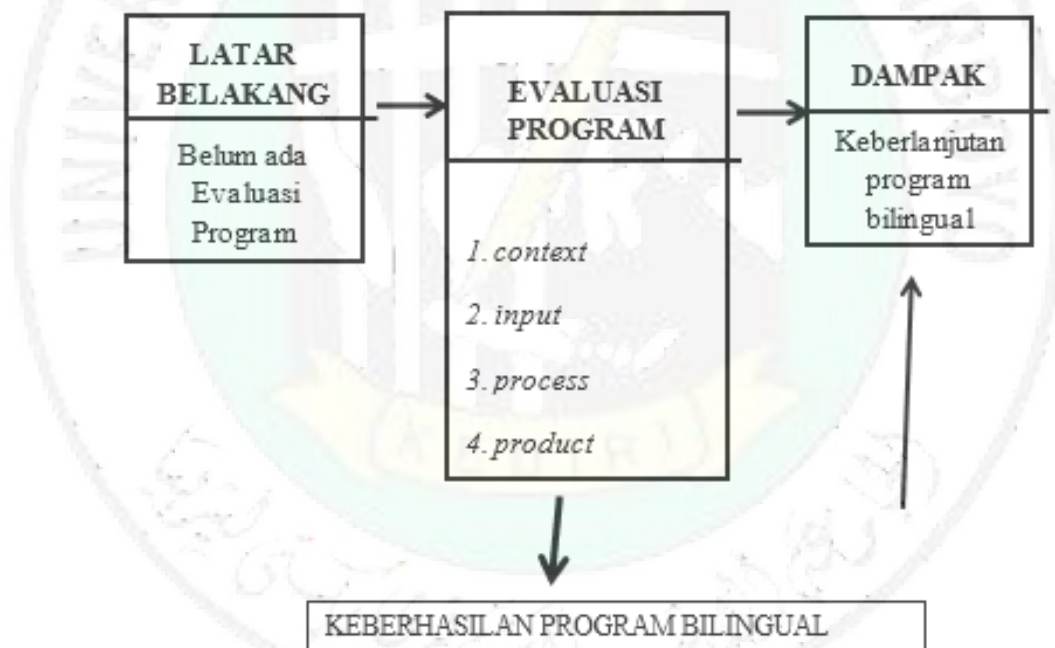 LATAR
BELAKANG
Belum ada
Evaluasi
Program
EVALUASI
PROGRAM
1. context
2. input
3. process
4. product
DAMPAK
Keberlanjutan
program
bilingual
KEBERHASILAN PROGRAM BILINGUAL
KEDIRI